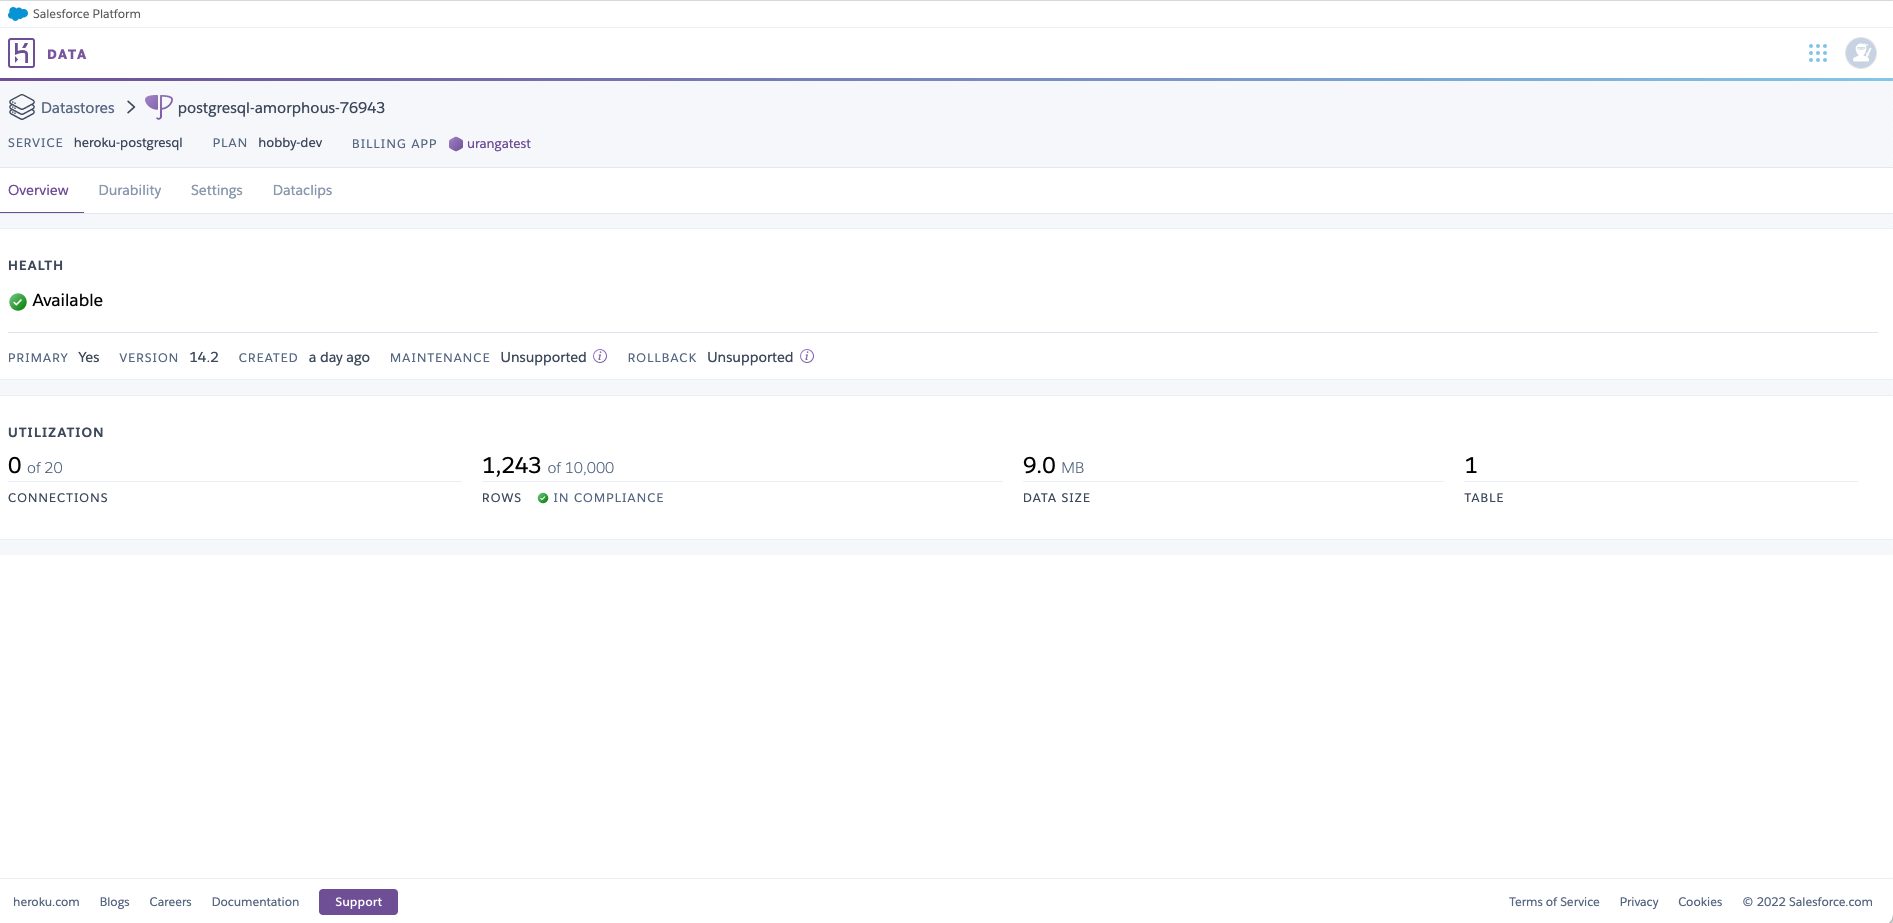 Salesforce Platform
DATA
Datastores postgresql-amorphous-76943
SERVICE heroku-postgresql PLAN hobby-dev BILLING APP urangatest
Overview Durability Settings Dataclips
HEALTH
Available
PRIMARY Yes VERSION 14.2 CREATED a day ago MAINTENANCE Unsupported ROLLBACK Unsupported
UTILIZATION
0 of 20 1,243 of 10,000 9.0 MB 1
CONNECTIONS ROWS IN COMPLIANCE DATA SIZE TABLE
heroku.com Blogs Careers Documentation Support Terms of Service Privacy Cookies © 2022 Salesforce.com